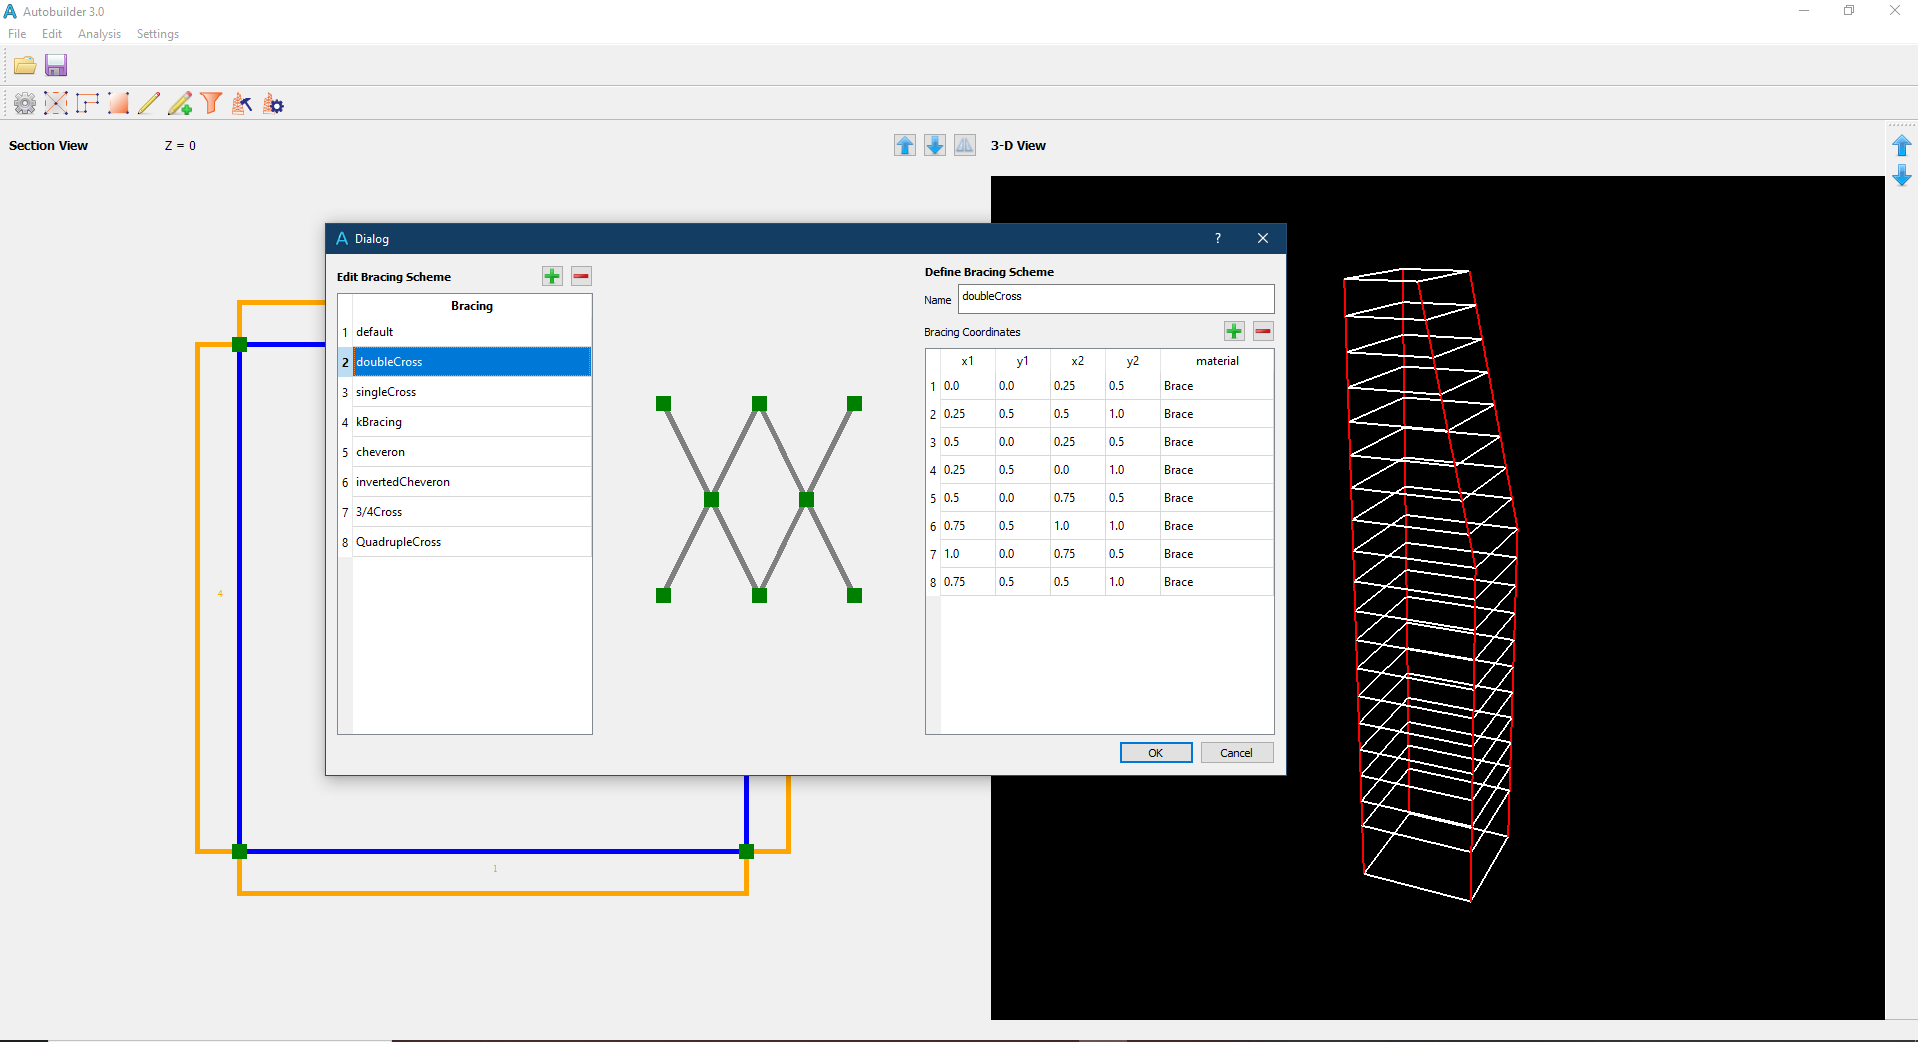 Autobuilder 3.0
File Edit Analysis Settings
Section View Z = 0 3-D View
Dialog ?
Edit Bracing Scheme
Bracing
1 default
2 doubleCross
3 singleCross
4 kBracing
5 cheveron
6 invertedCheveron
7 3/4Cross
8 QuadrupleCross
Define Bracing Scheme
Name doubleCross
Bracing Coordinates
x1 y1 x2 y2 material
1 0.0 0.0 0.25 0.5 Brace
2 0.25 0.5 0.5 1.0 Brace
3 0.5 0.0 0.25 0.5 Brace
4 0.25 0.5 0.0 1.0 Brace
5 0.5 0.0 0.75 0.5 Brace
6 0.75 0.5 1.0 1.0 Brace
7 1.0 0.0 0.75 0.5 Brace
8 0.75 0.5 0.5 1.0 Brace
OK Cancel
4
1